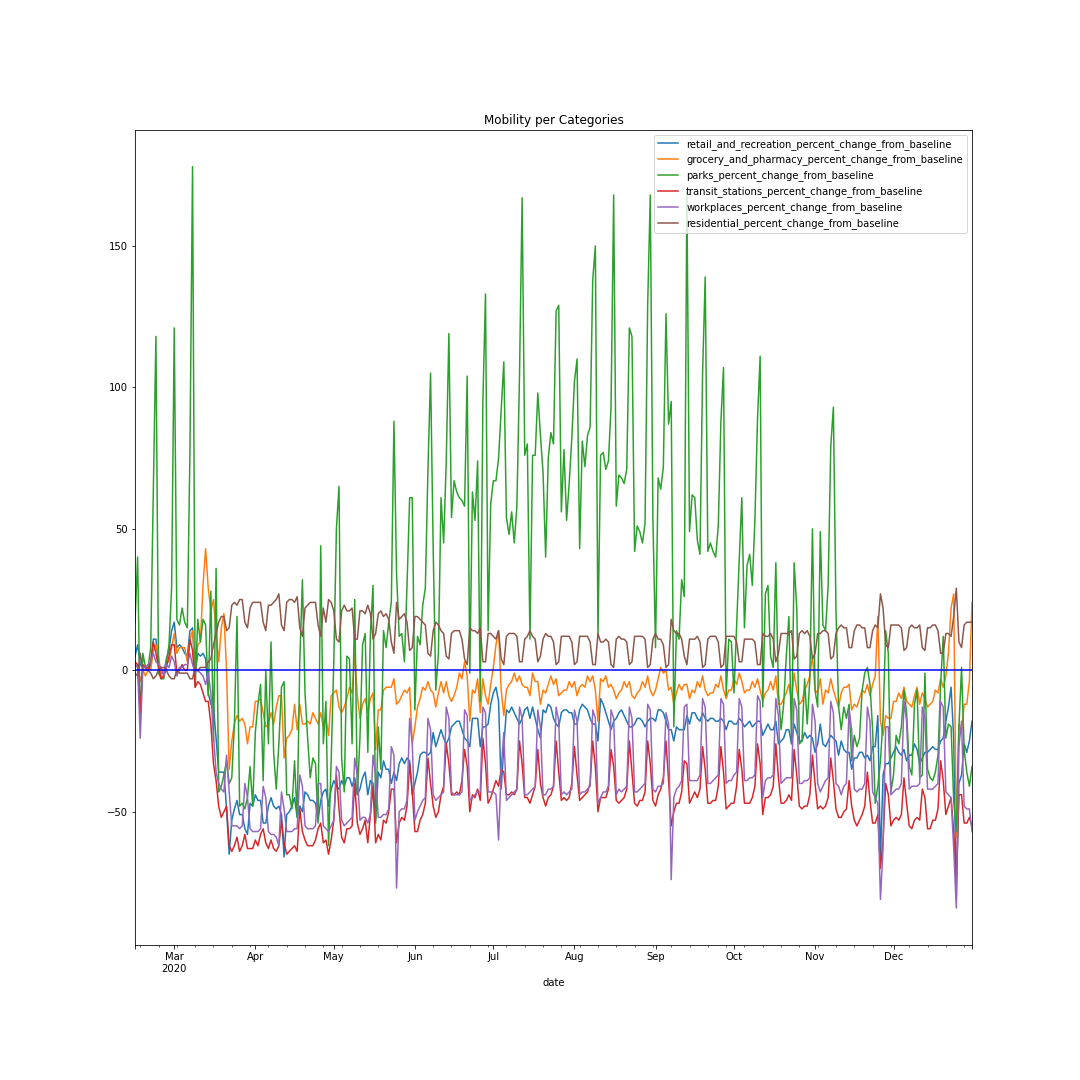 Mobility per Categories
retail_and_recreation_percent_change_from_baseline
grocery_and_pharmacy_percent_change_from_baseline
parks_percent_change_from_baseline
transit_stations_percent_change_from_baseline
workplaces_percent_change_from_baseline
residential_percent_change_from_baseline
150
100
50
0
−50
Mar Apr May Jun Jul Aug Sep Oct Nov Dec
2020
date